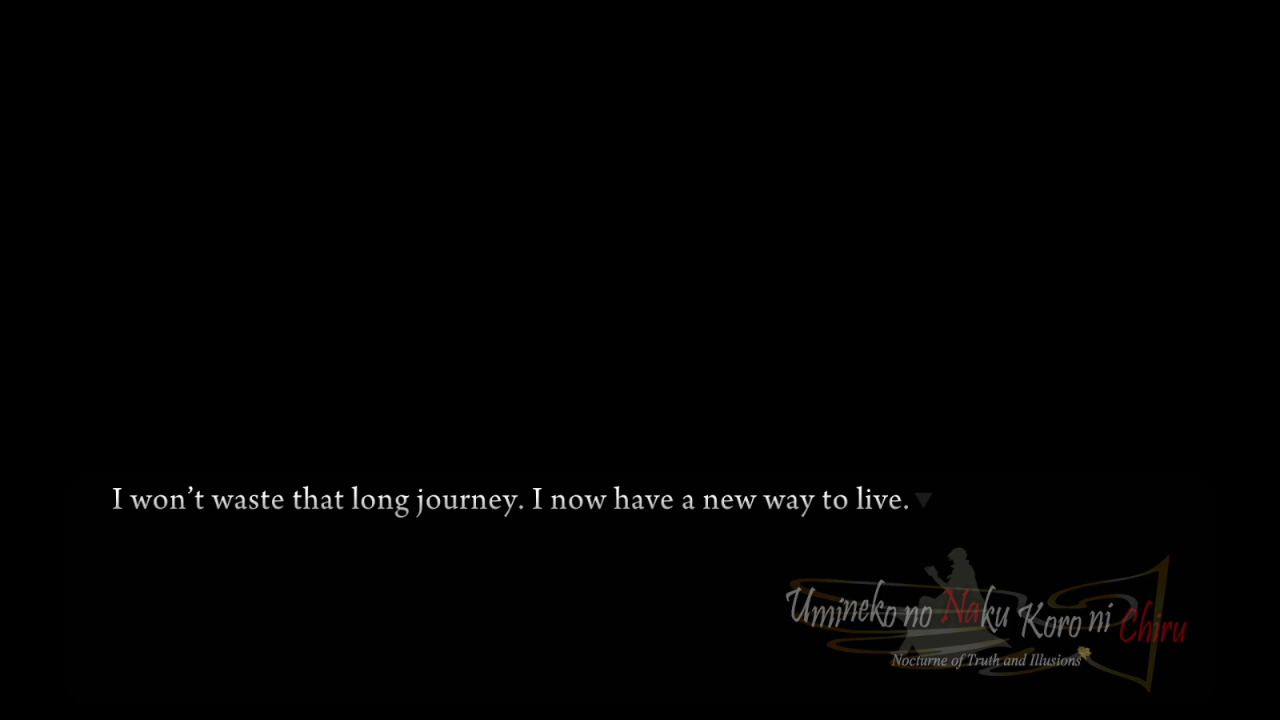 I won't waste that long journey. I now have a new way to live.
Umineko no Naku Koro ni Chiru
Nocturne of Truth and Illusions